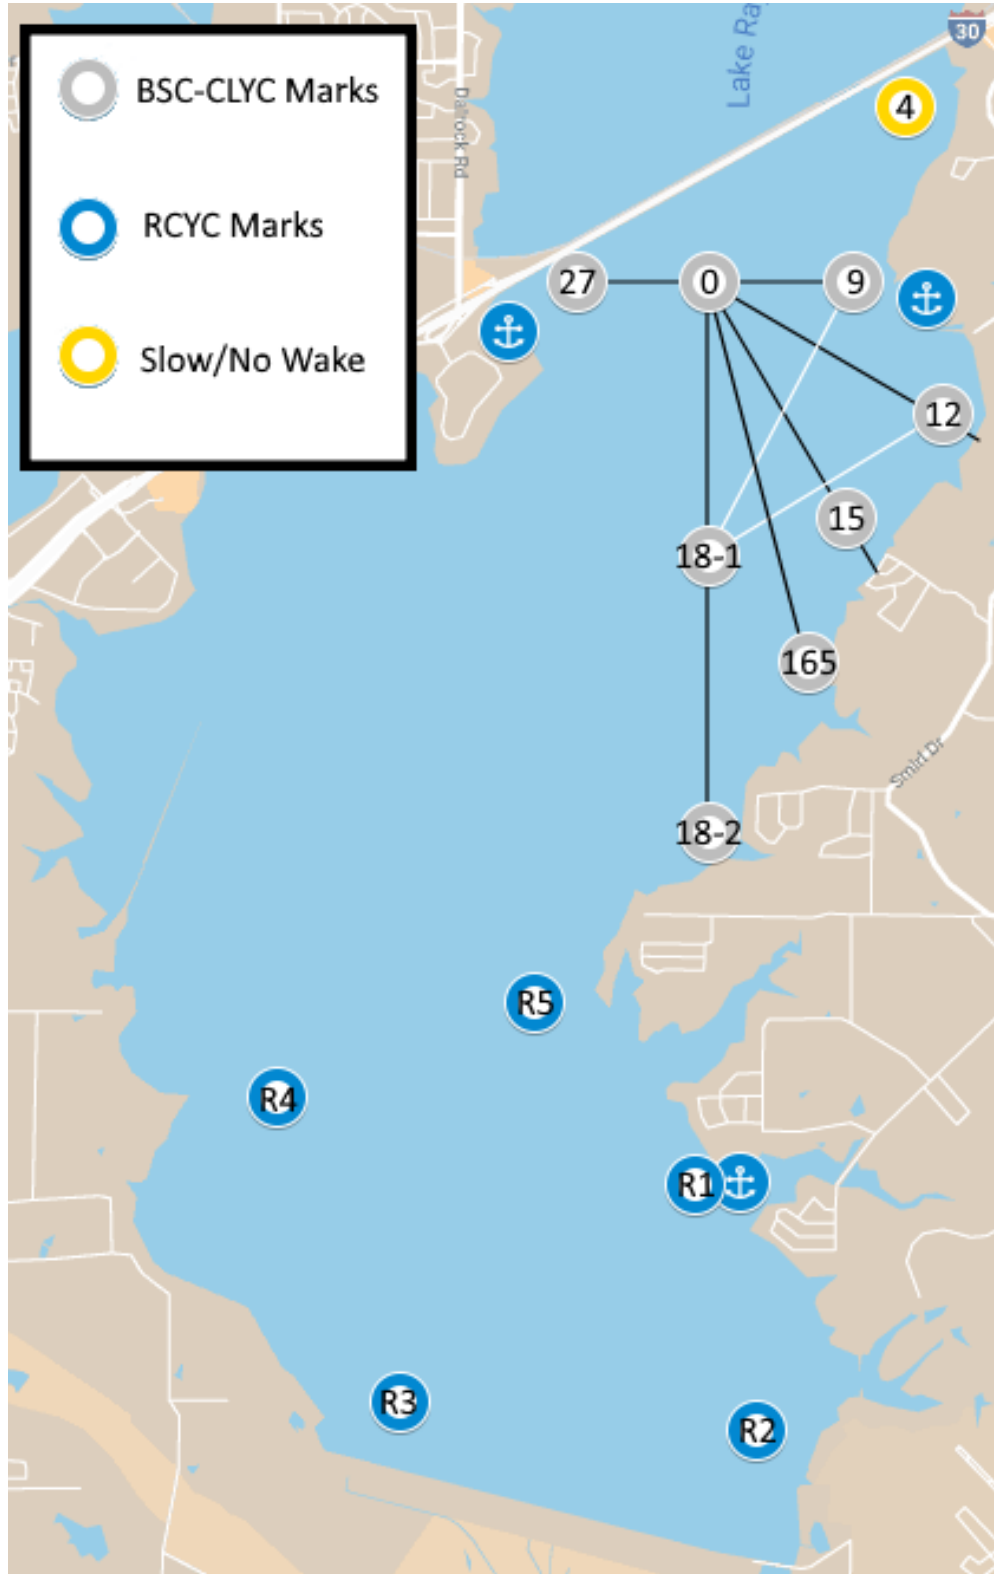 Lake Ra
30
BSC-CLYC Marks
4
Dalrock Rd
RCYC Marks
27
0
9
Slow/No Wake
12
15
18-1
165
Smirl Dr
18-2
R5
R4
R1
R3
R2